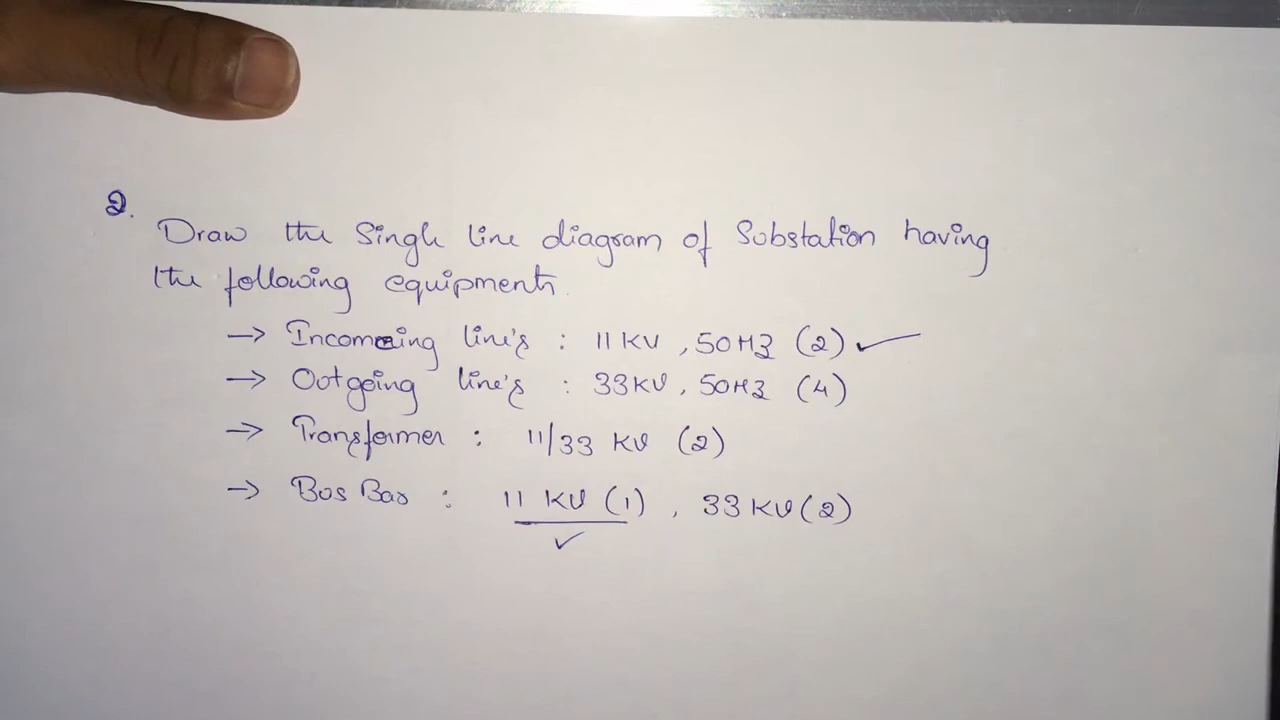 2.
Draw the Single line diagram of Substation having
the following equipments.
→ Incomeing line's : 11 KV , 50 HZ (2) ✓
→ Outgoing line's : 33 KV , 50 HZ (4)
→ Transformer : 11/33 KV (2)
→ Bus Bar : 11 KV (1) , 33 KV (2)
✓